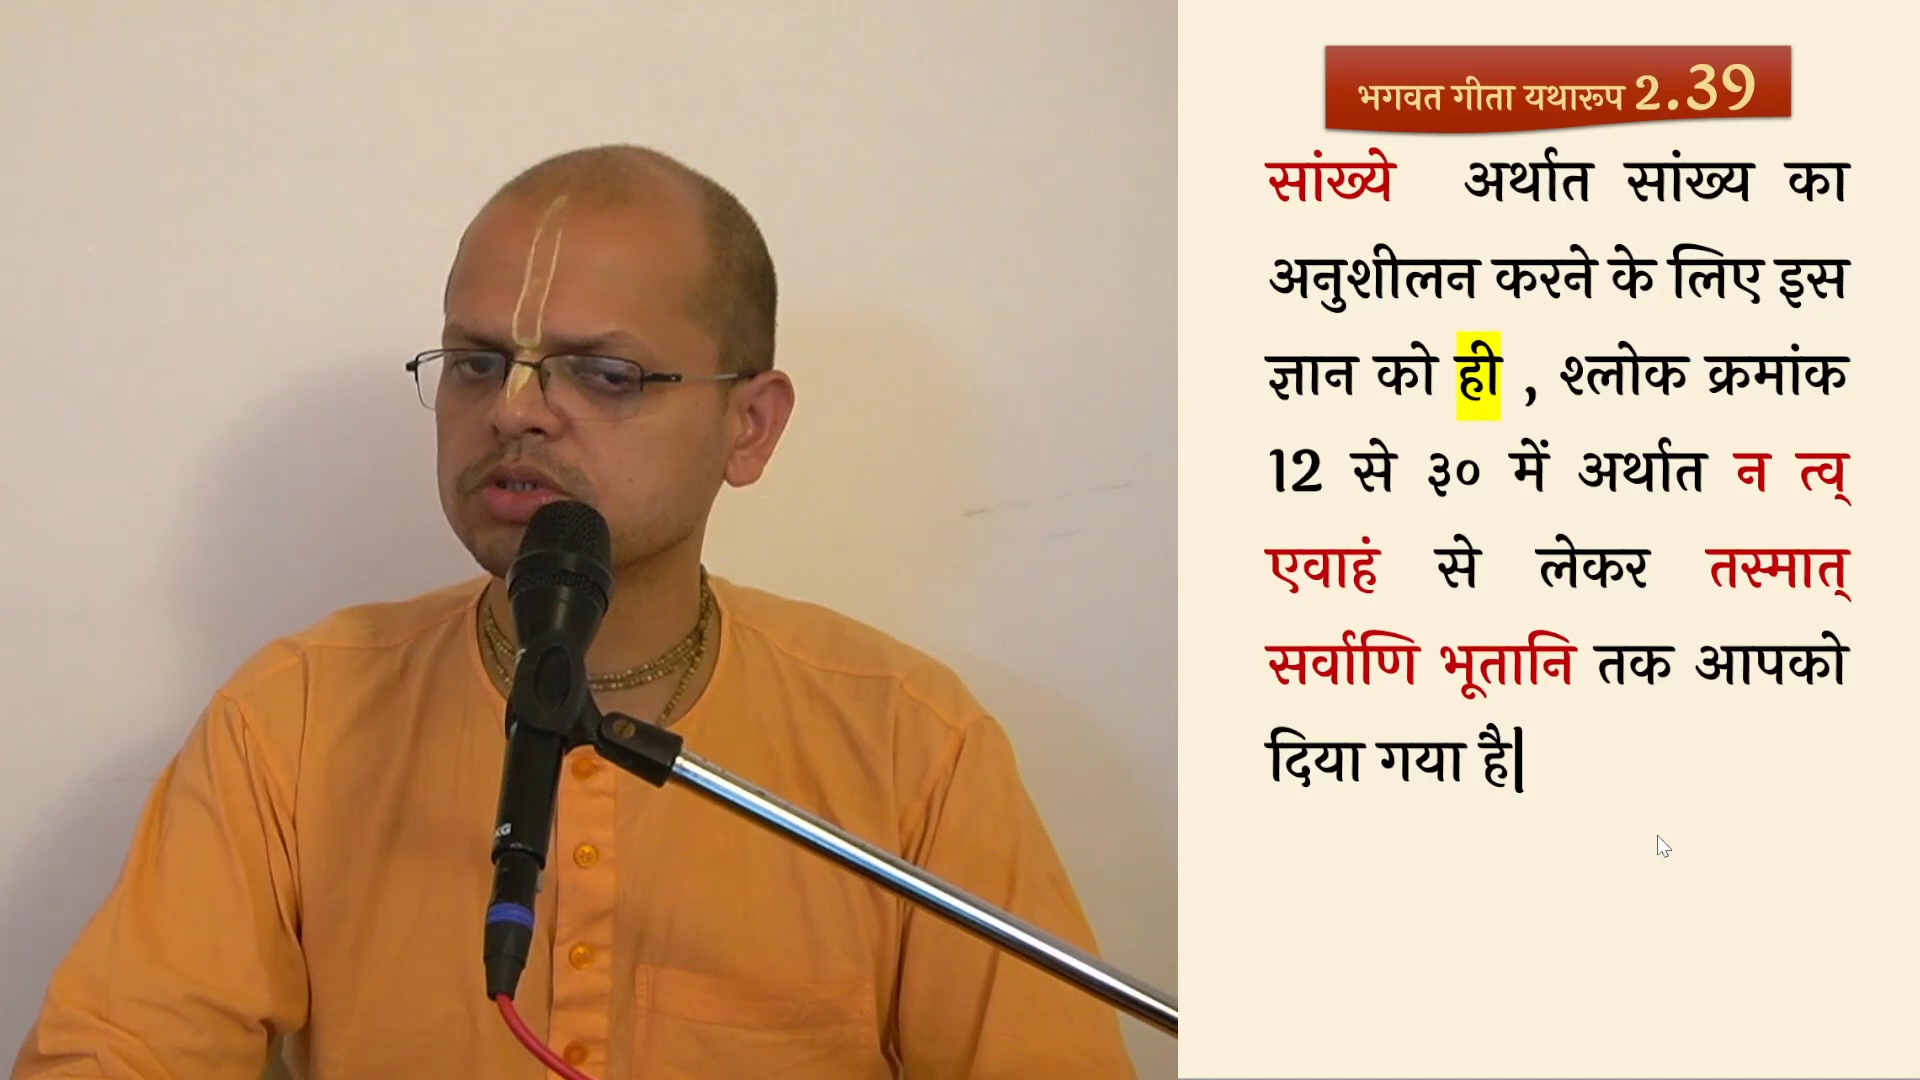 भगवत गीता यथारूप 2.39
सांख्ये अर्थात सांख्य का
अनुशीलन करने के लिए इस
ज्ञान को ही , श्लोक क्रमांक
12 से ३० में अर्थात न त्व्
एवाहं से लेकर तस्मात्
सर्वाणि भूतानि तक आपको
दिया गया है|